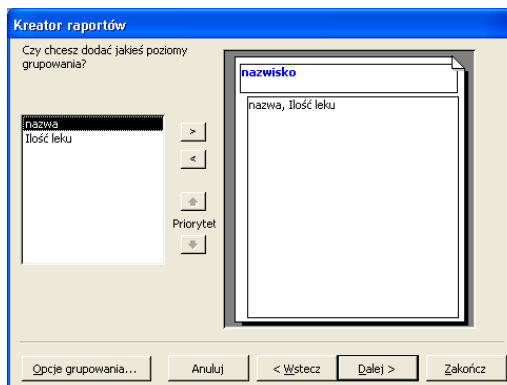 Kreator raportów
Czy chcesz dodać jakieś poziomy
grupowania?
nazwa
Ilość leku
>
<
Priorytet
nazwisko
nazwa, Ilość leku
Opcje grupowania...
Anuluj
< Wstecz
Dalej >
Zakończ